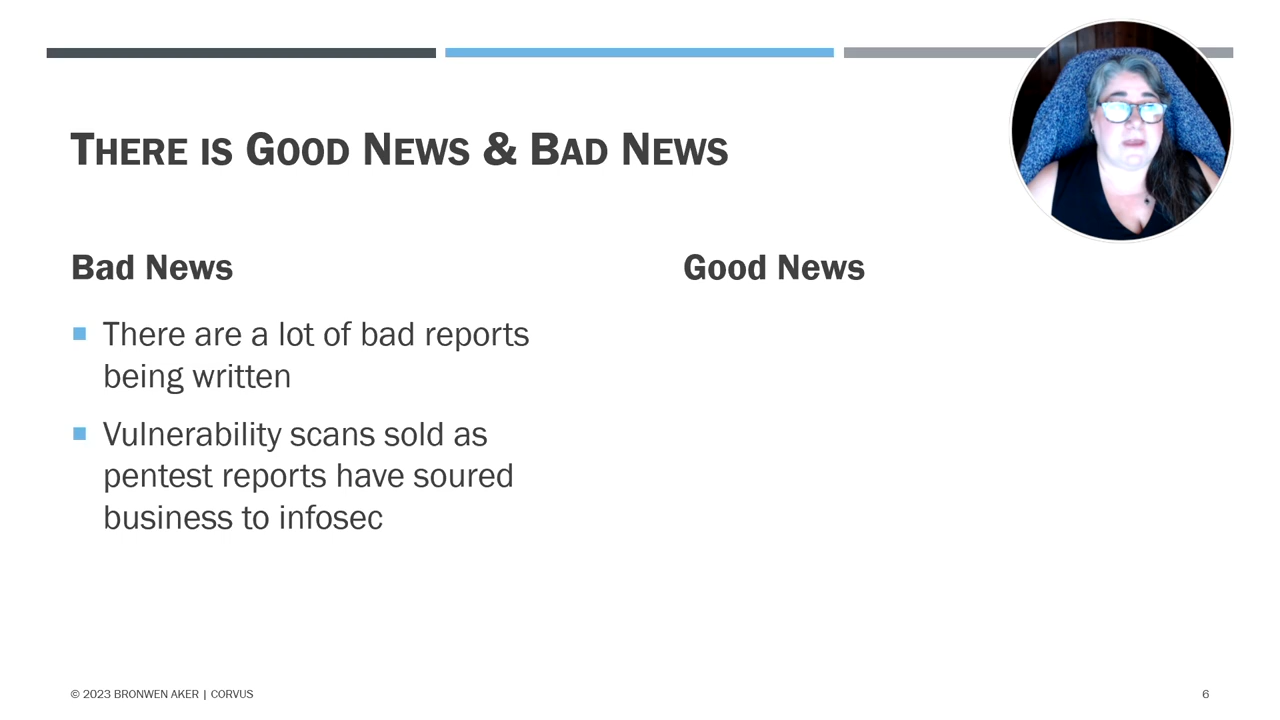 THERE IS GOOD NEWS & BAD NEWS
Bad News
There are a lot of bad reports
being written
Vulnerability scans sold as
pentest reports have soured
business to infosec
Good News
© 2023 BRONWEN AKER | CORVUS
6